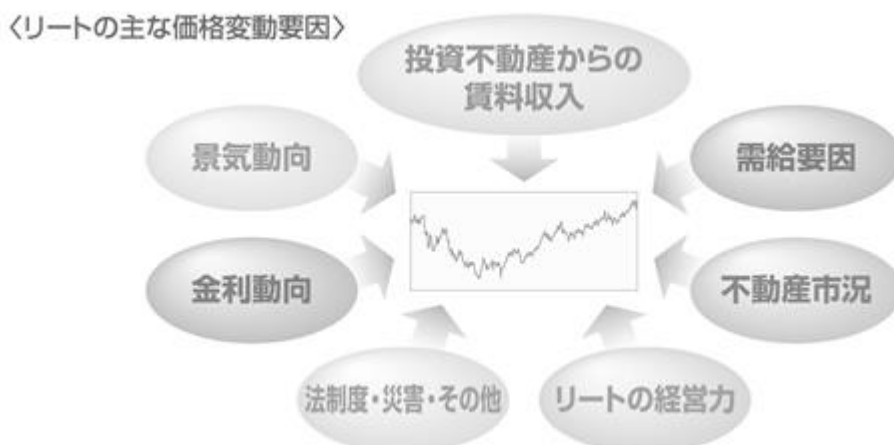 〈リートの主な価格変動要因〉
投資不動産からの
賃料収入
景気動向
需給要因
金利動向
不動産市況
法制度・災害・その他
リートの経営力